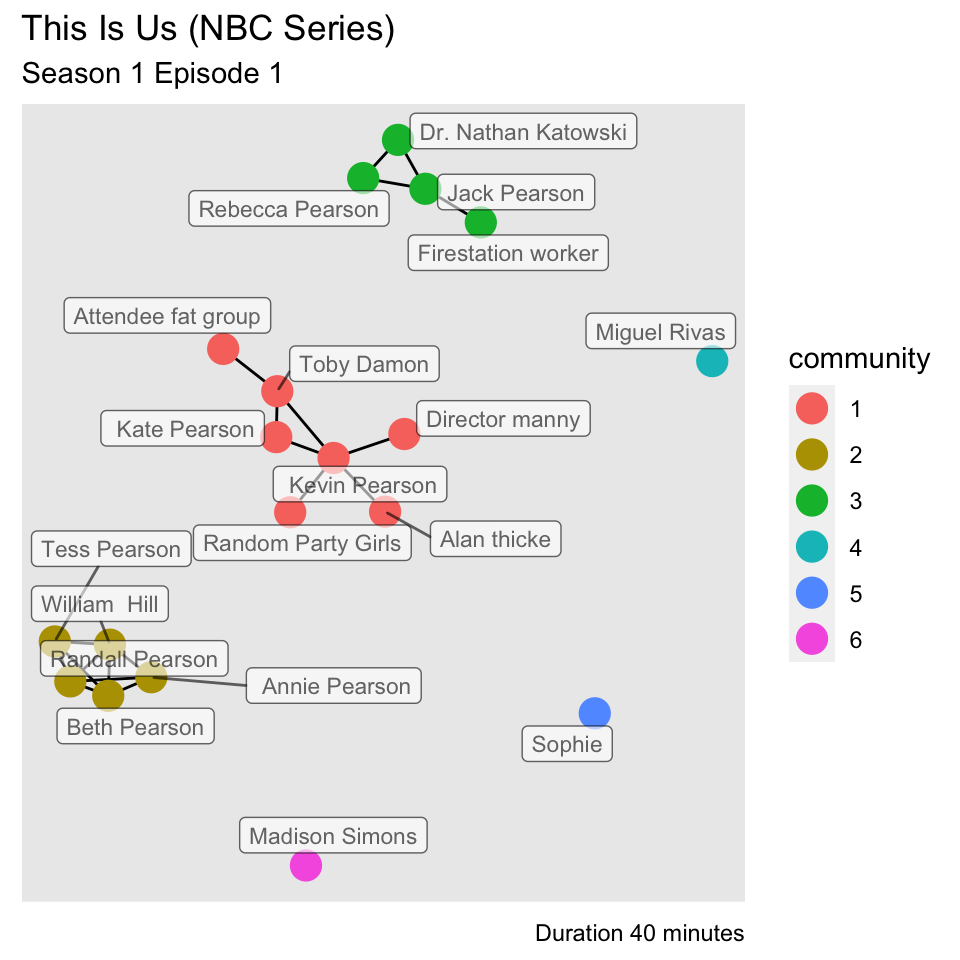 This Is Us (NBC Series)
Season 1 Episode 1
Dr. Nathan Katowski
Jack Pearson
Rebecca Pearson
Firestation worker
Attendee fat group
Miguel Rivas
Toby Damon
Kate Pearson
Director manny
Kevin Pearson
Random Party Girls
Alan thicke
Tess Pearson
William  Hill
Randall Pearson
Annie Pearson
Beth Pearson
Sophie
Madison Simons
community
1
2
3
4
5
6
Duration 40 minutes